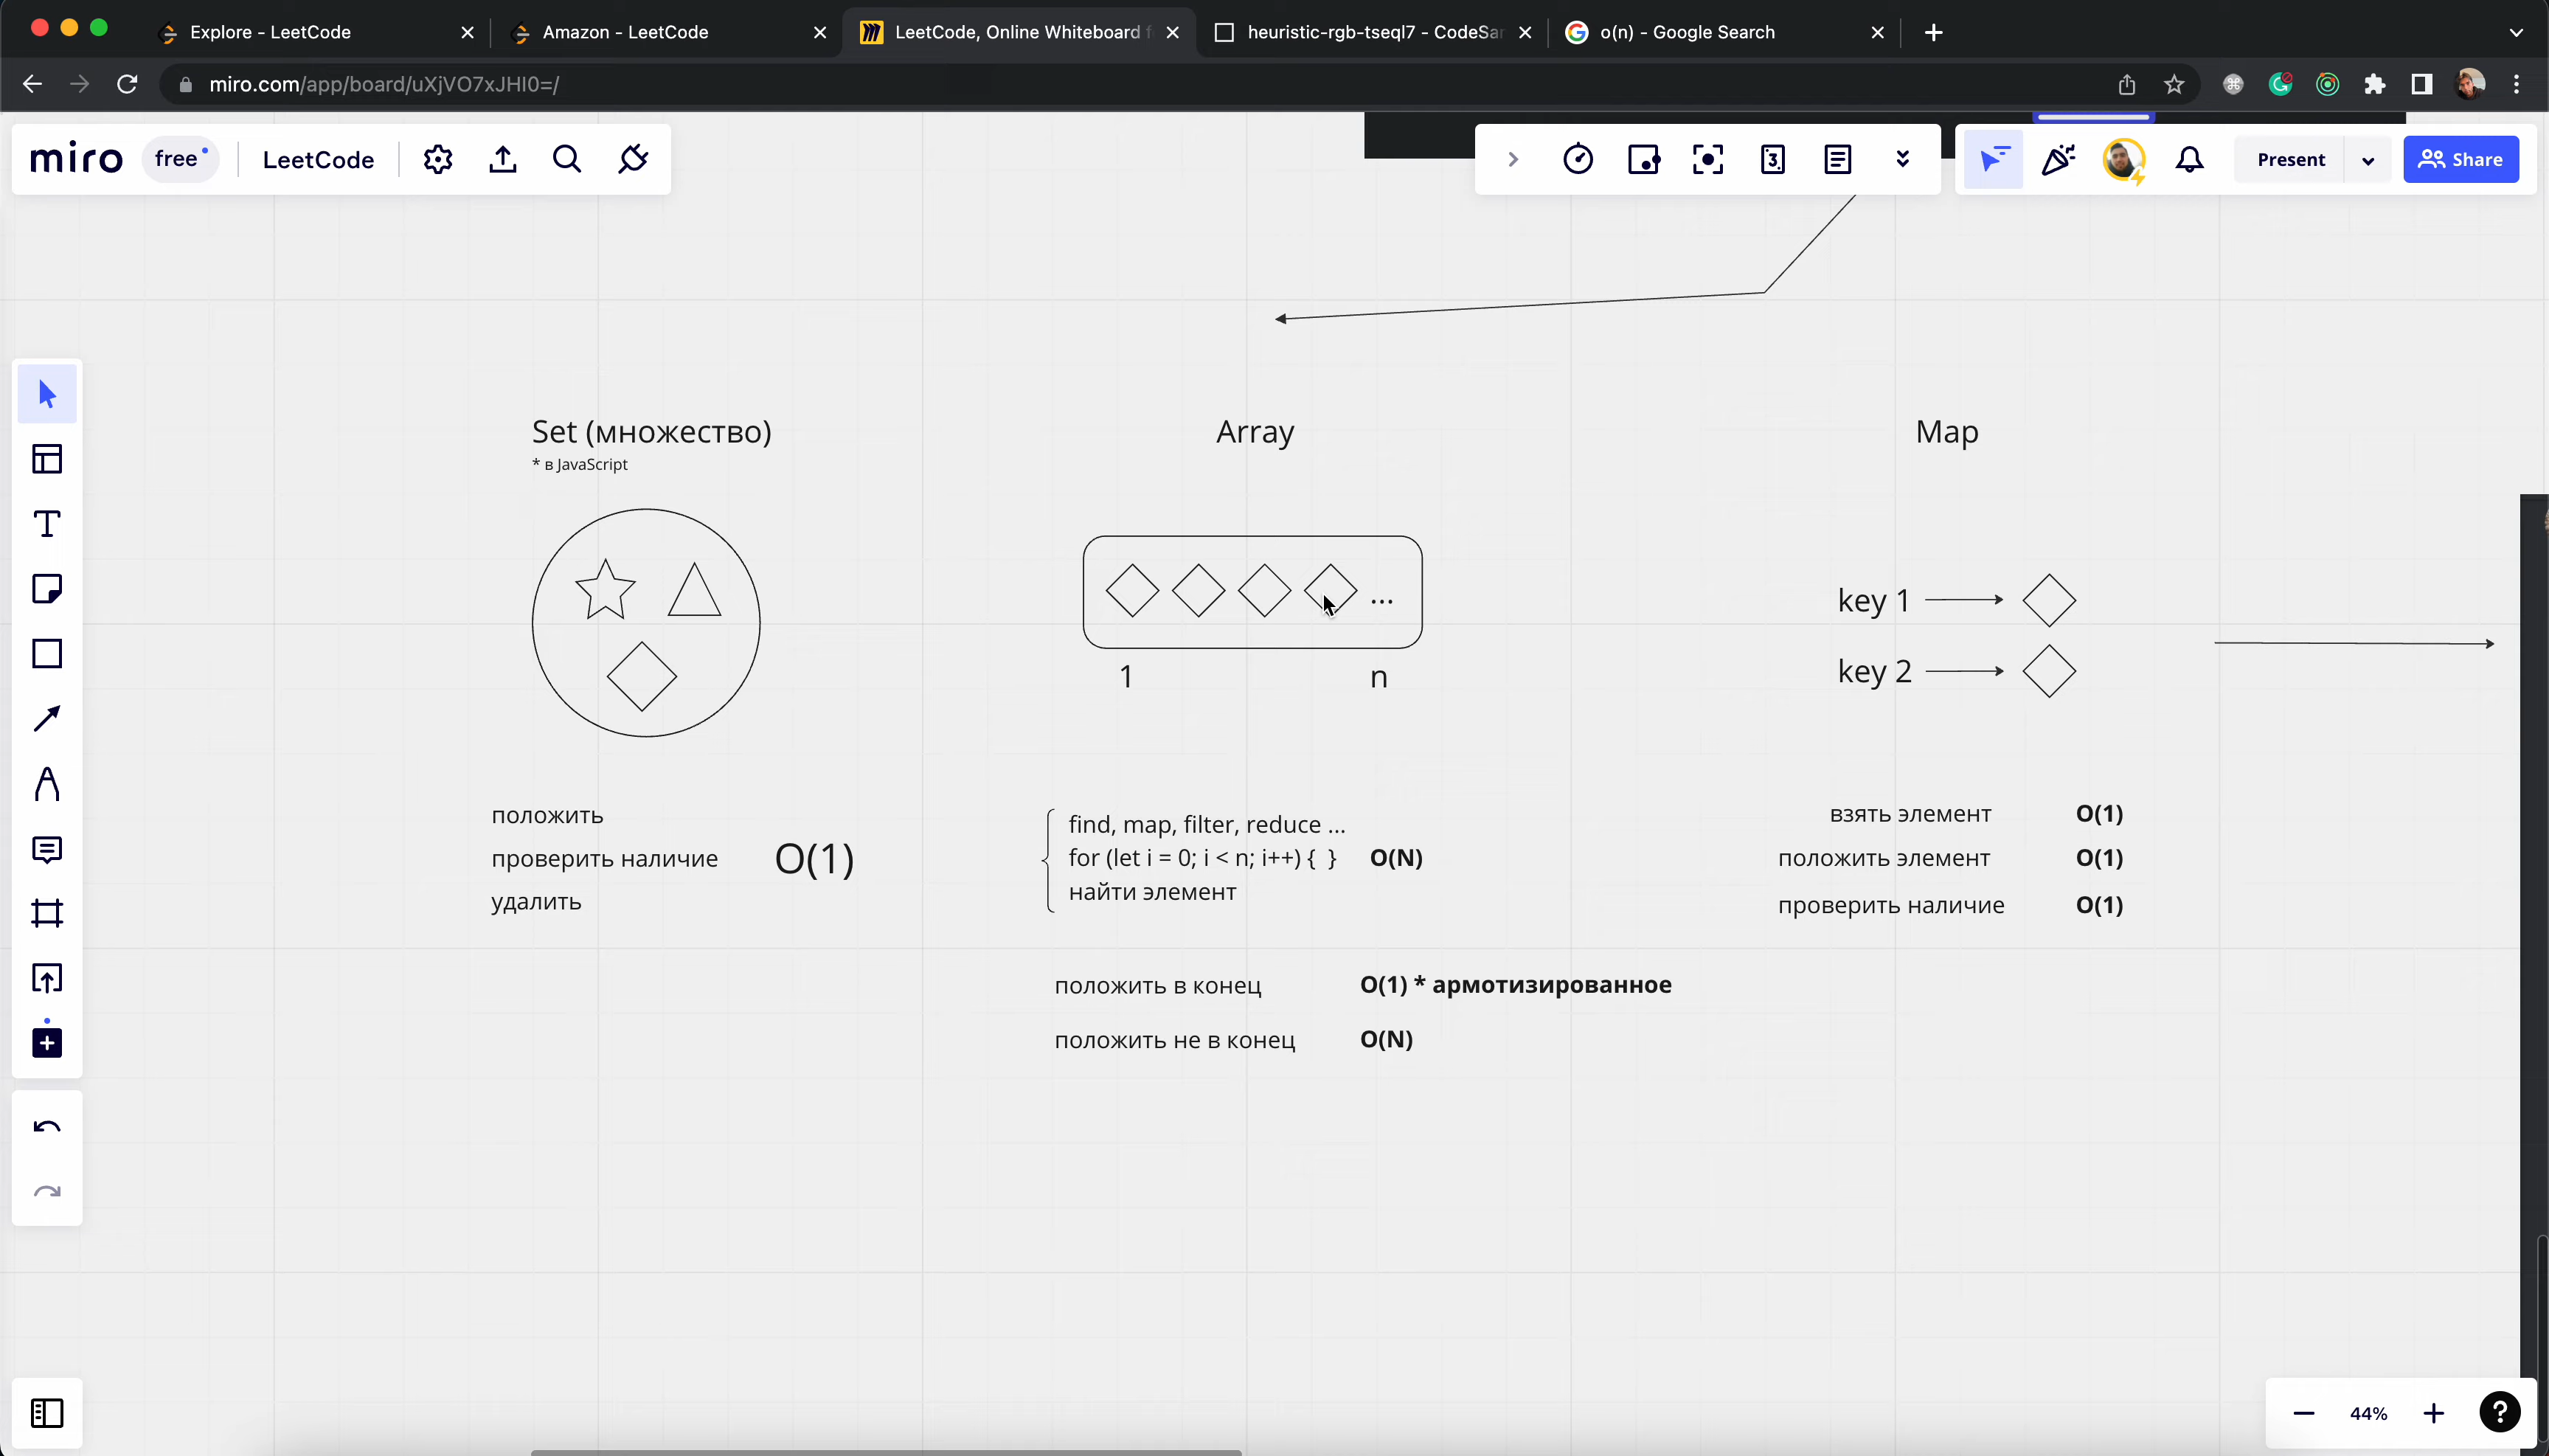 Explore - LeetCode
Amazon - LeetCode
LeetCode, Online Whiteboard f
heuristic-rgb-tseql7 - CodeSa
o(n) - Google Search
miro.com/app/board/uXjVO7xJHI0=/
miro
free
LeetCode
3
Present
Share
Set (множество)
* в JavaScript
Array
Map
...
1
n
key 1
key 2
положить
проверить наличие
удалить
O(1)
find, map, filter, reduce ...
for (let i = 0; i < n; i++) { }
найти элемент
O(N)
положить в конец
O(1) * армотизированное
положить не в конец
O(N)
взять элемент
O(1)
положить элемент
O(1)
проверить наличие
O(1)
44%